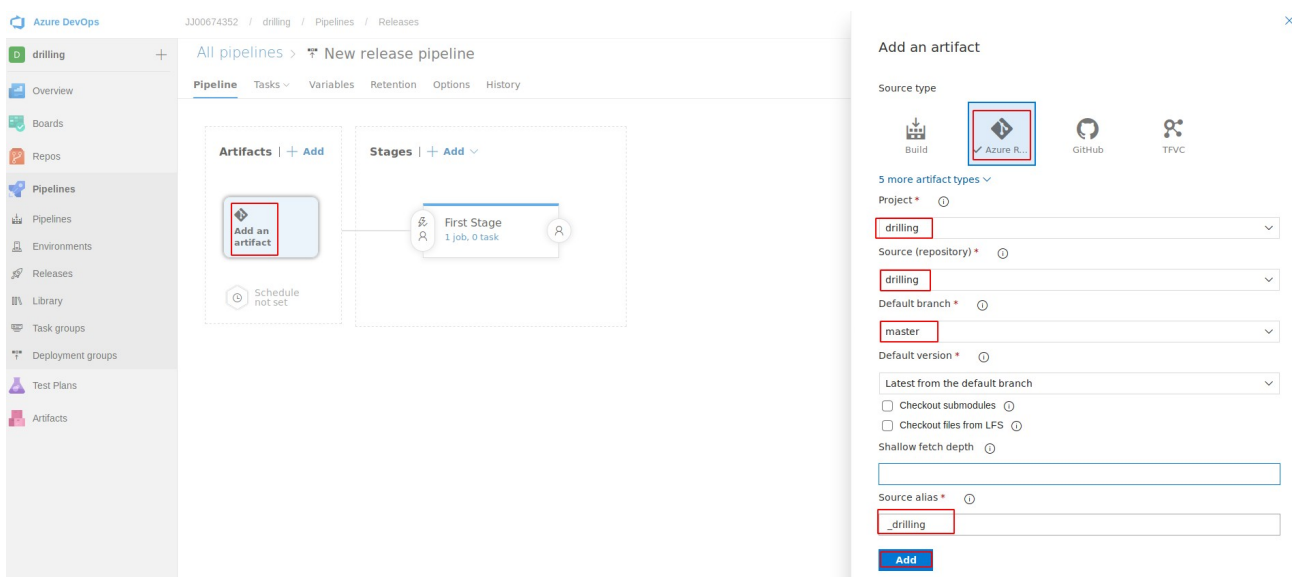 Azure DevOps
JJ00674352 / drilling / Pipelines / Releases
D drilling
All pipelines > New release pipeline
Pipeline Tasks Variables Retention Options History
Overview
Boards
Repos
Pipelines
Pipelines
Environments
Releases
Library
Task groups
Deployment groups
Test Plans
Artifacts
Artifacts | + Add
Stages | + Add
Add an
artifact
First Stage
1 job, 0 task
Schedule
not set
Add an artifact
Source type
Build
Azure R...
GitHub
TFVC
5 more artifact types
Project *
drilling
Source (repository) *
drilling
Default branch *
master
Default version *
Latest from the default branch
Checkout submodules
Checkout files from LFS
Shallow fetch depth
Source alias *
_drilling
Add